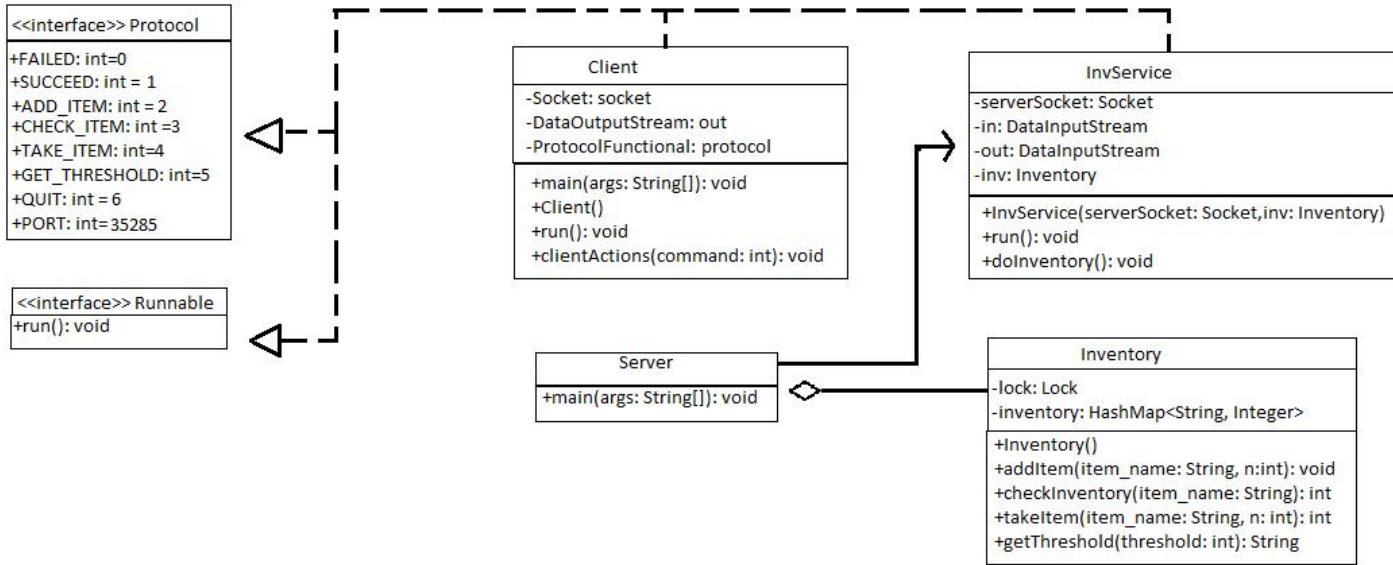 <<interface>> Protocol
+FAILED: int=0
+SUCCEED: int = 1
+ADD_ITEM: int = 2
+CHECK_ITEM: int =3
+TAKE_ITEM: int=4
+GET_THRESHOLD: int=5
+QUIT: int = 6
+PORT: int= 35285
<<interface>> Runnable
+run(): void
Client
-Socket: socket
-DataOutputStream: out
-ProtocolFunctional: protocol
+main(args: String[]): void
+Client()
+run(): void
+clientActions(command: int): void
InvService
-serverSocket: Socket
-in: DataInputStream
-out: DataInputStream
-inv: Inventory
+InvService(serverSocket: Socket,inv: Inventory)
+run(): void
+doInventory(): void
Server
+main(args: String[]): void
Inventory
-lock: Lock
-inventory: HashMap<String, Integer>
+Inventory()
+addItem(item_name: String, n:int): void
+checkInventory(item_name: String): int
+takeItem(item_name: String, n: int): int
+getThreshold(threshold: int): String